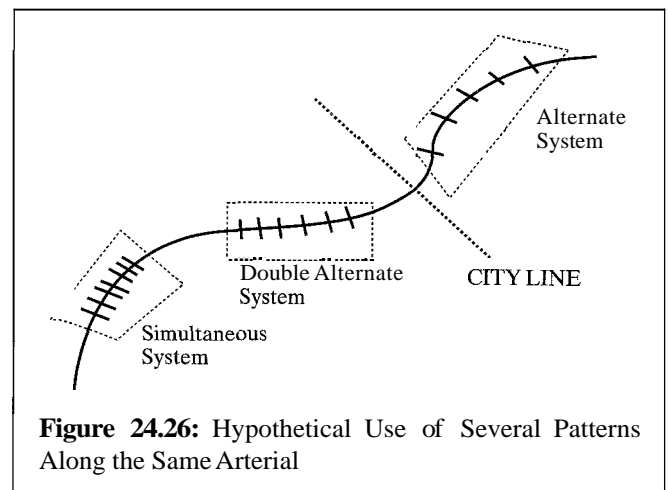 Alternate
System
Double Alternate
System
CITY LINE
Simultaneous
System
Figure 24.26: Hypothetical Use of Several Patterns
Along the Same Arterial